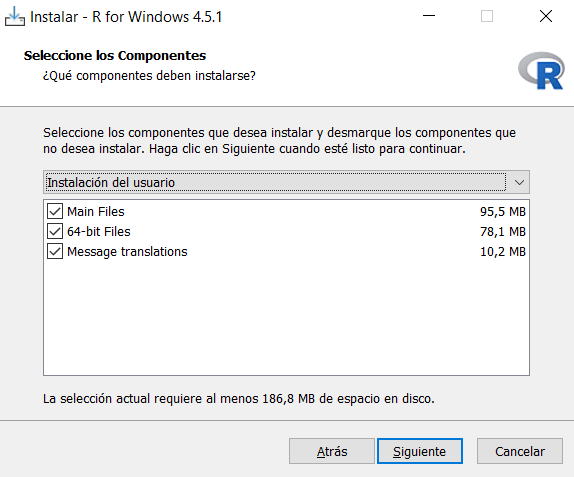 Instalar - R for Windows 4.5.1
Seleccione los Componentes
¿Qué componentes deben instalarse?
R
Seleccione los componentes que desea instalar y desmarque los componentes que
no desea instalar. Haga clic en Siguiente cuando esté listo para continuar.
Instalación del usuario
Main Files 95,5 MB
64-bit Files 78,1 MB
Message translations 10,2 MB
La selección actual requiere al menos 186,8 MB de espacio en disco.
Atrás Siguiente Cancelar